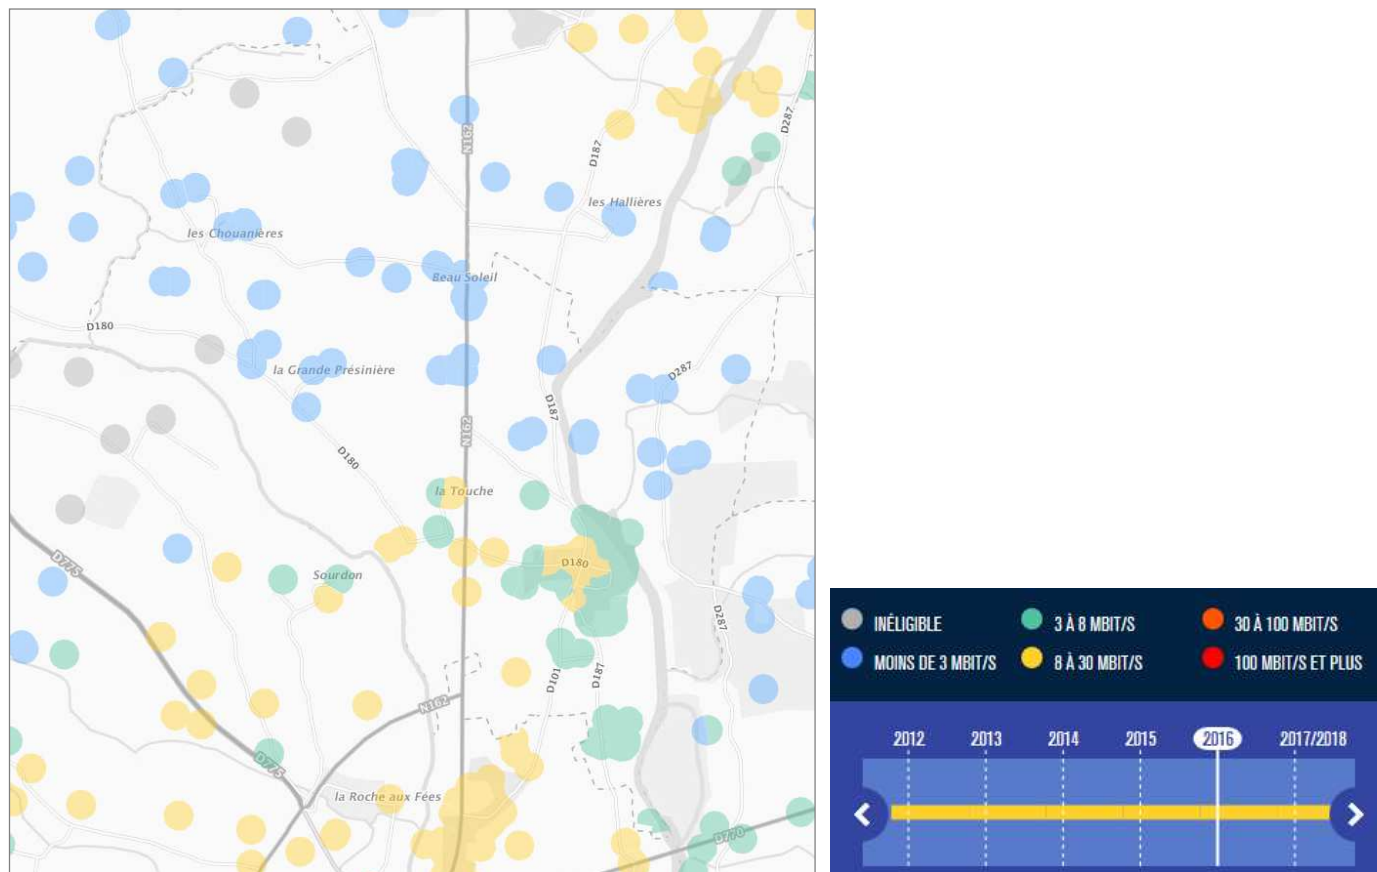 N162
D187
D287
les Hallières
les Chouanières
Beau Soleil
D180
la Grande Présinière
D287
D187
N162
D180
la Touche
D775
D180
Sourdon
D287
D101
D187
N162
D775
la Roche aux Fées
D770
INÉLIGIBLE
3 À 8 MBIT/S
30 À 100 MBIT/S
MOINS DE 3 MBIT/S
8 À 30 MBIT/S
100 MBIT/S ET PLUS
2012
2013
2014
2015
2016
2017/2018